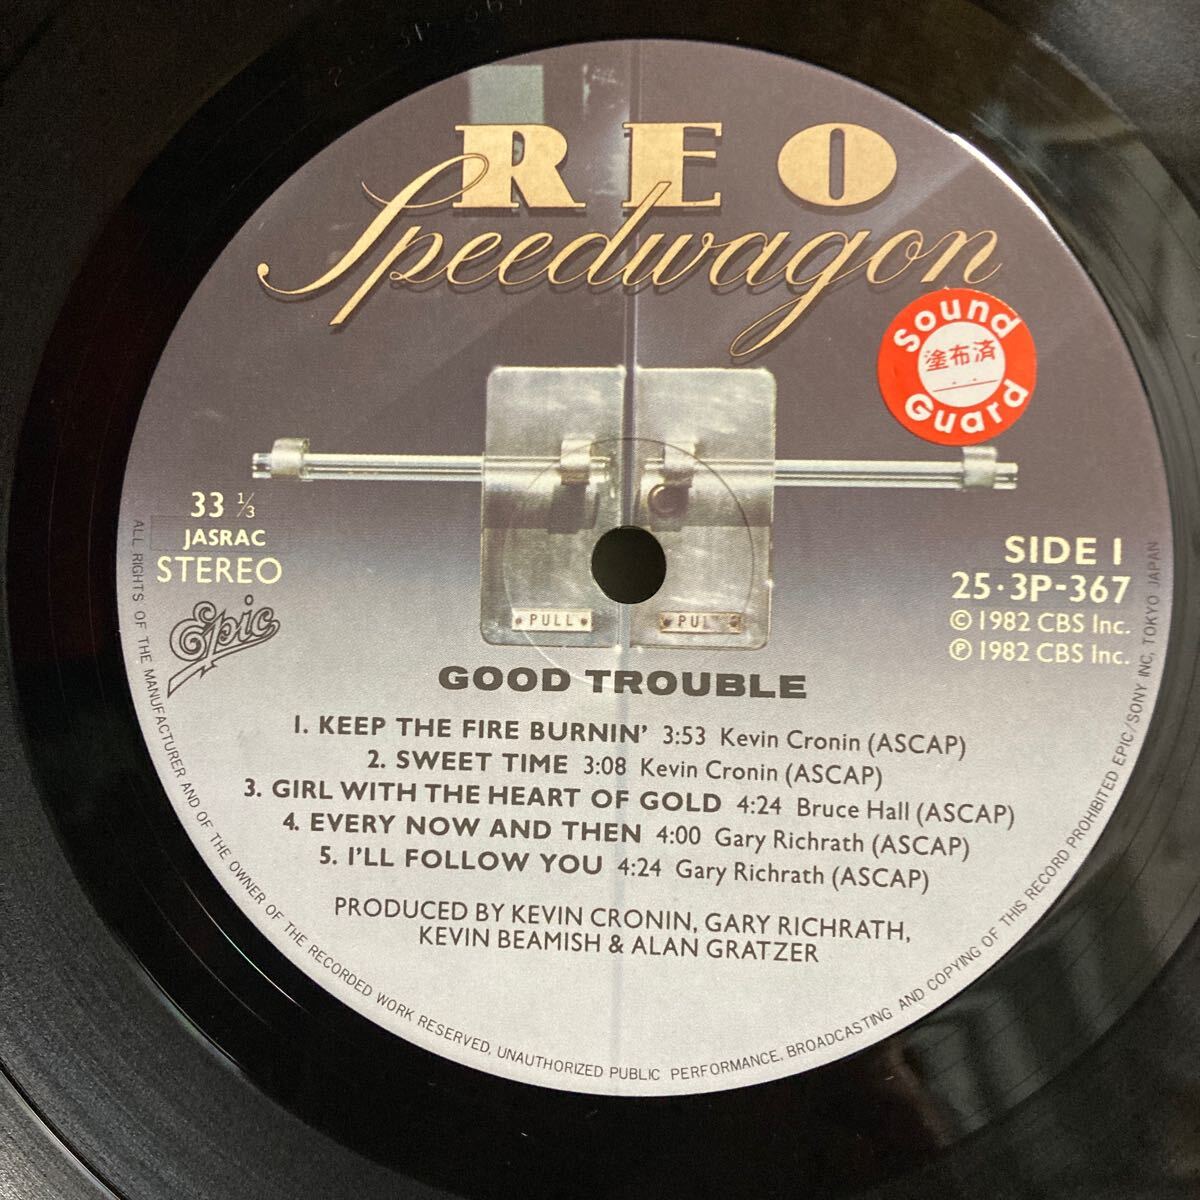 REO
Speedwagon
Sound
塗布済
Guard
33 1/3
JASRAC
STEREO
Epic
SIDE 1
25・3P-367
© 1982 CBS Inc.
℗ 1982 CBS Inc.
PULL
PULL
GOOD TROUBLE
1. KEEP THE FIRE BURNIN' 3:53 Kevin Cronin (ASCAP)
2. SWEET TIME 3:08 Kevin Cronin (ASCAP)
3. GIRL WITH THE HEART OF GOLD 4:24 Bruce Hall (ASCAP)
4. EVERY NOW AND THEN 4:00 Gary Richrath (ASCAP)
5. I'LL FOLLOW YOU 4:24 Gary Richrath (ASCAP)
PRODUCED BY KEVIN CRONIN, GARY RICHRATH,
KEVIN BEAMISH & ALAN GRATZER
ALL RIGHTS OF THE MANUFACTURER AND OF THE OWNER OF THE RECORDED WORK RESERVED, UNAUTHORIZED PUBLIC PERFORMANCE, BROADCASTING AND COPYING OF THIS RECORD PROHIBITED EPIC/SONY INC, TOKYO JAPAN